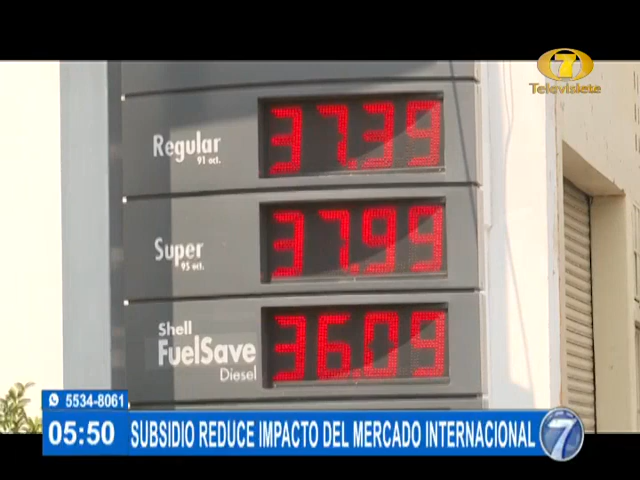 7
Televisiete
Regular
91 oct.
37.39
Super
95 oct.
37.99
Shell
FuelSave
Diesel
36.09
5534-8061
05:50 SUBSIDIO REDUCE IMPACTO DEL MERCADO INTERNACIONAL 7